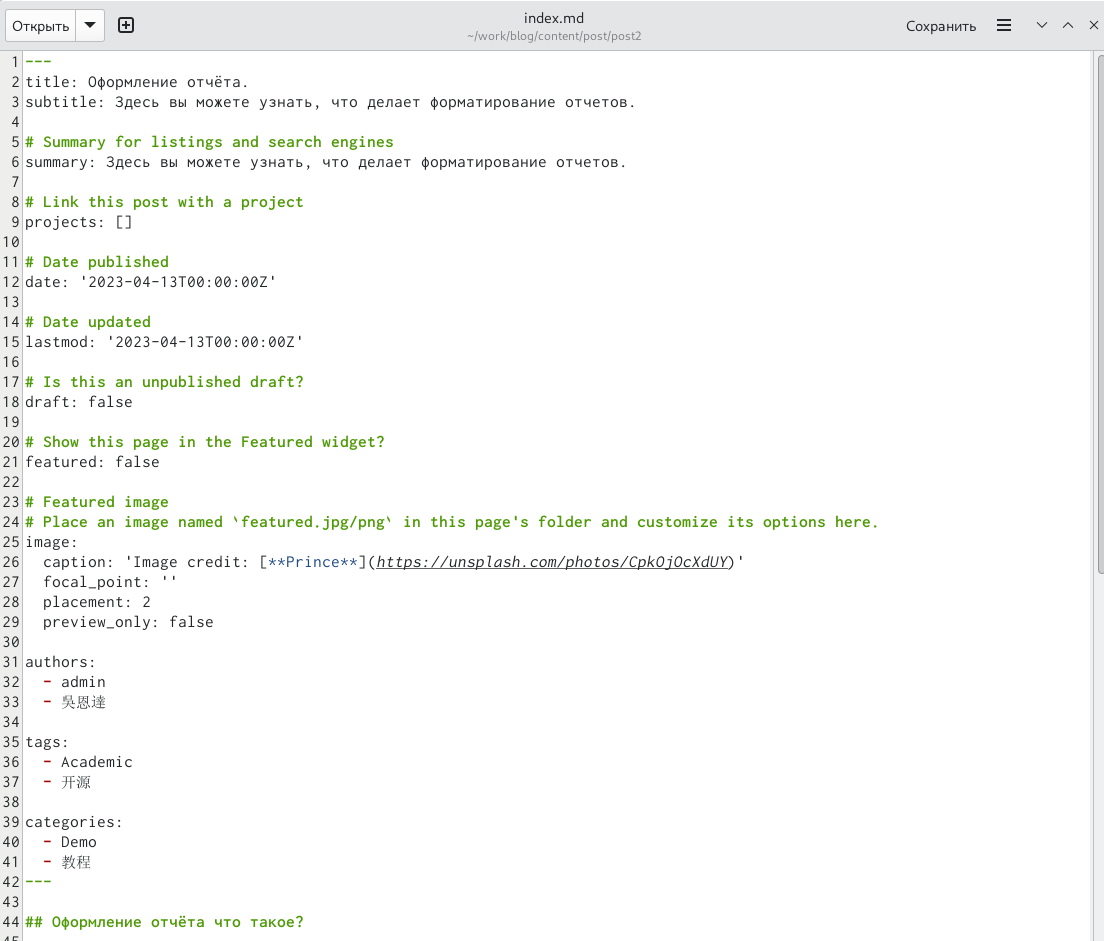 Открыть
index.md
~/work/blog/content/post/post2
Сохранить
1 ---
2 title: Оформление отчёта.
3 subtitle: Здесь вы можете узнать, что делает форматирование отчетов.
4
5 # Summary for listings and search engines
6 summary: Здесь вы можете узнать, что делает форматирование отчетов.
7
8 # Link this post with a project
9 projects: []
10
11 # Date published
12 date: '2023-04-13T00:00:00Z'
13
14 # Date updated
15 lastmod: '2023-04-13T00:00:00Z'
16
17 # Is this an unpublished draft?
18 draft: false
19
20 # Show this page in the Featured widget?
21 featured: false
22
23 # Featured image
24 # Place an image named `featured.jpg/png` in this page's folder and customize its options here.
25 image:
26   caption: 'Image credit: [**Prince**](https://unsplash.com/photos/CpkOjOcXdUY)'
27   focal_point: ''
28   placement: 2
29   preview_only: false
30
31 authors:
32   - admin
33   - 吳恩達
34
35 tags:
36   - Academic
37   - 开源
38
39 categories:
40   - Demo
41   - 教程
42 ---
43
44 ## Оформление отчёта что такое?
45